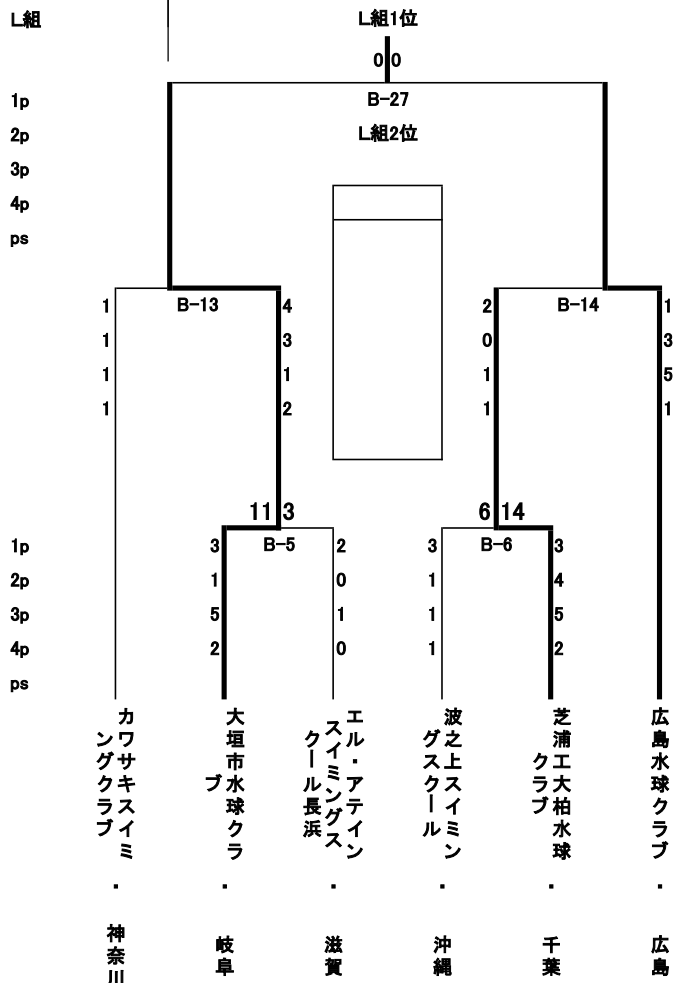 L組
L組1位
0 0
1p
B-27
2p
L組2位
3p
4p
ps
1 B-13 4 2 B-14 1
1 3 0 3
1 1 1 5
1 2 1 1
11 3 6 14
1p 3 B-5 2 3 B-6 3
2p 1 0 1 4
3p 5 1 1 5
4p 2 0 1 2
ps
カワサキスイミ
ングクラブ
・
神奈川
大垣市水球クラ
ブ
・
岐阜
エル・アテイン
スイミングス
クール長浜
・
滋賀
波之上スイミン
グスクール
・
沖縄
芝浦工大柏水球
クラブ
・
千葉
広島水球クラブ
・
広島